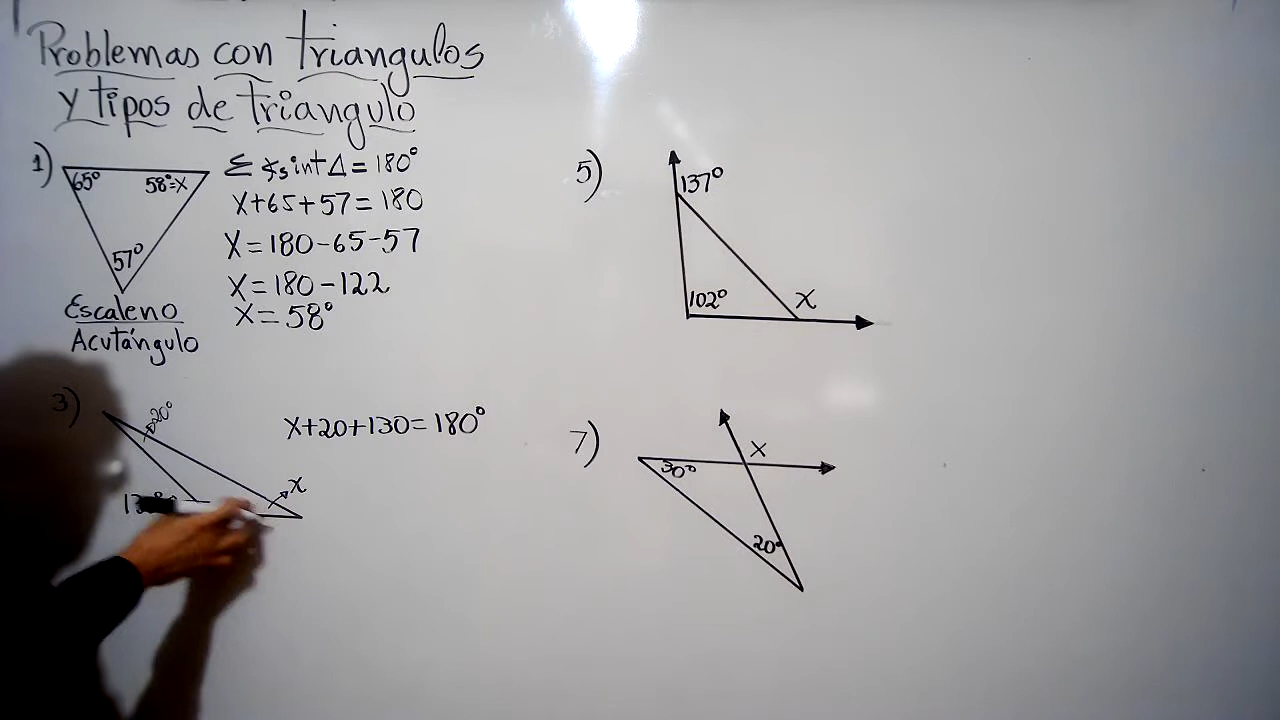 Problemas con triangulos
y tipos de triangulo
1)
65°
58°=x
57°
Escaleno
Acutángulo
Σ ∡s int Δ = 180°
x+65+57=180
x=180-65-57
x=180-122
x=58°
3)
20°
x
x+20+130=180°
5)
137°
102°
x
7)
30°
x
20°